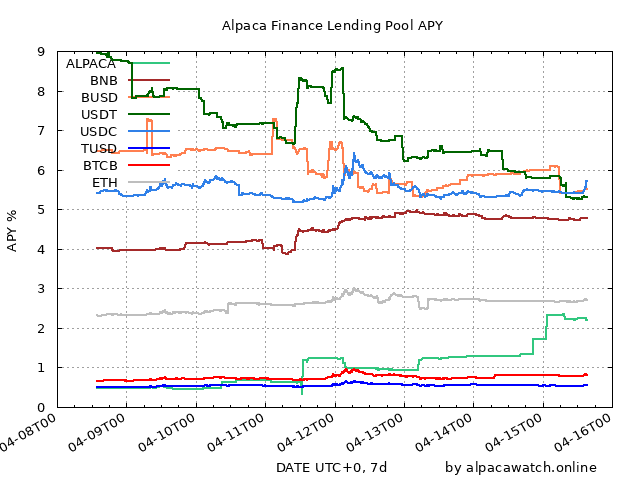 Alpaca Finance Lending Pool APY
9
8
7
6
5
4
3
2
1
0
APY %
ALPACA
BNB
BUSD
USDT
USDC
TUSD
BTCB
ETH
04-08T00
04-09T00
04-10T00
04-11T00
04-12T00
04-13T00
04-14T00
04-15T00
04-16T00
DATE UTC+0, 7d
by alpacawatch.online